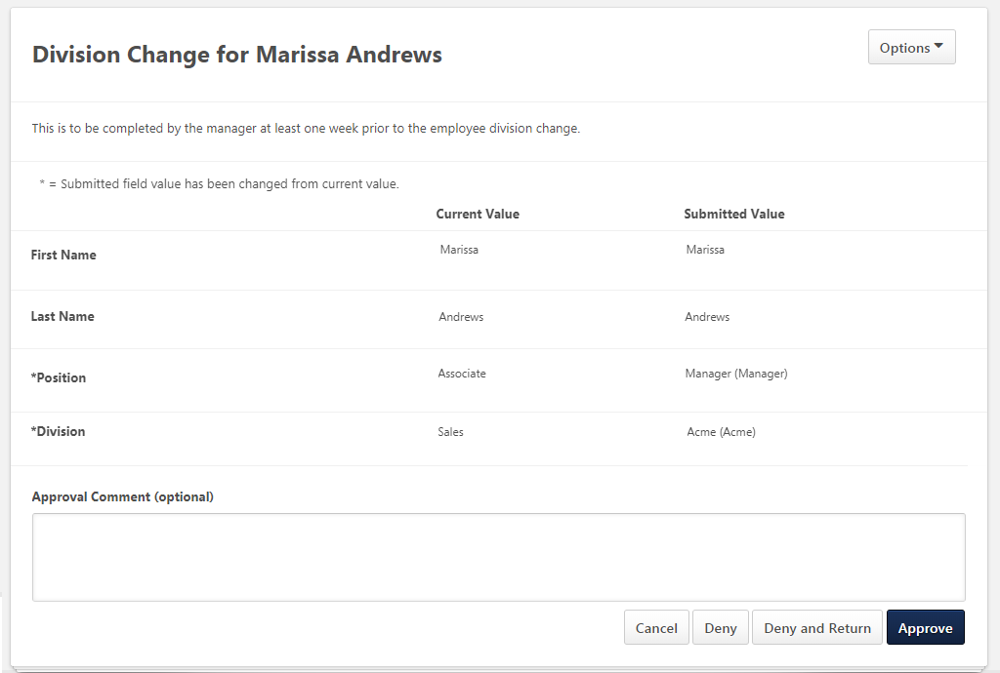 Division Change for Marissa Andrews
Options
This is to be completed by the manager at least one week prior to the employee division change.
* = Submitted field value has been changed from current value.
Current Value Submitted Value
First Name Marissa Marissa
Last Name Andrews Andrews
*Position Associate Manager (Manager)
*Division Sales Acme (Acme)
Approval Comment (optional)
Cancel Deny Deny and Return Approve